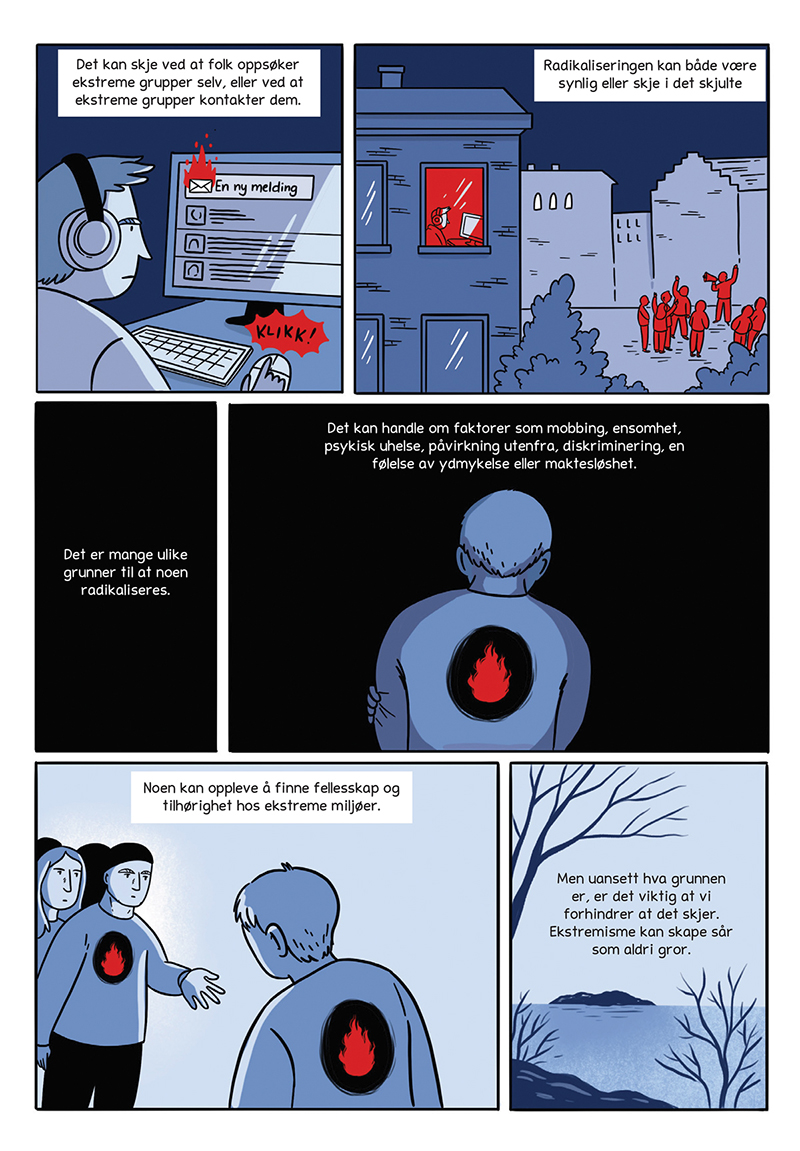 Det kan skje ved at folk oppsøker
ekstreme grupper selv, eller ved at
ekstreme grupper kontakter dem.
En ny melding
KLIKK!
Radikaliseringen kan både være
synlig eller skje i det skjulte
Det er mange ulike
grunner til at noen
radikaliseres.
Det kan handle om faktorer som mobbing, ensomhet,
psykisk uhelse, påvirkning utenfra, diskriminering, en
følelse av ydmykelse eller maktesløshet.
Noen kan oppleve å finne fellesskap og
tilhørighet hos ekstreme miljøer.
Men uansett hva grunnen
er, er det viktig at vi
forhindrer at det skjer.
Ekstremisme kan skape sår
som aldri gror.